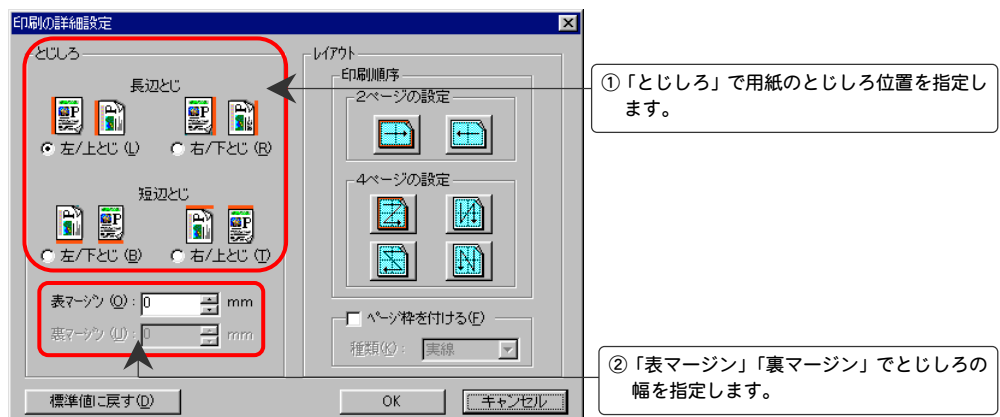 印刷の詳細設定
とじしろ
長辺とじ
左/上とじ (L)
右/下とじ (R)
短辺とじ
左/下とじ (B)
右/上とじ (T)
表マージン (O) : 0 mm
裏マージン (U) : 0 mm
標準値に戻す(D)
レイアウト
印刷順序
2ページの設定
4ページの設定
ページ枠を付ける(F)
種類(K) : 実線
OK
キャンセル
①「とじしろ」で用紙のとじしろ位置を指定し
ます。
②「表マージン」「裏マージン」でとじしろの
幅を指定します。